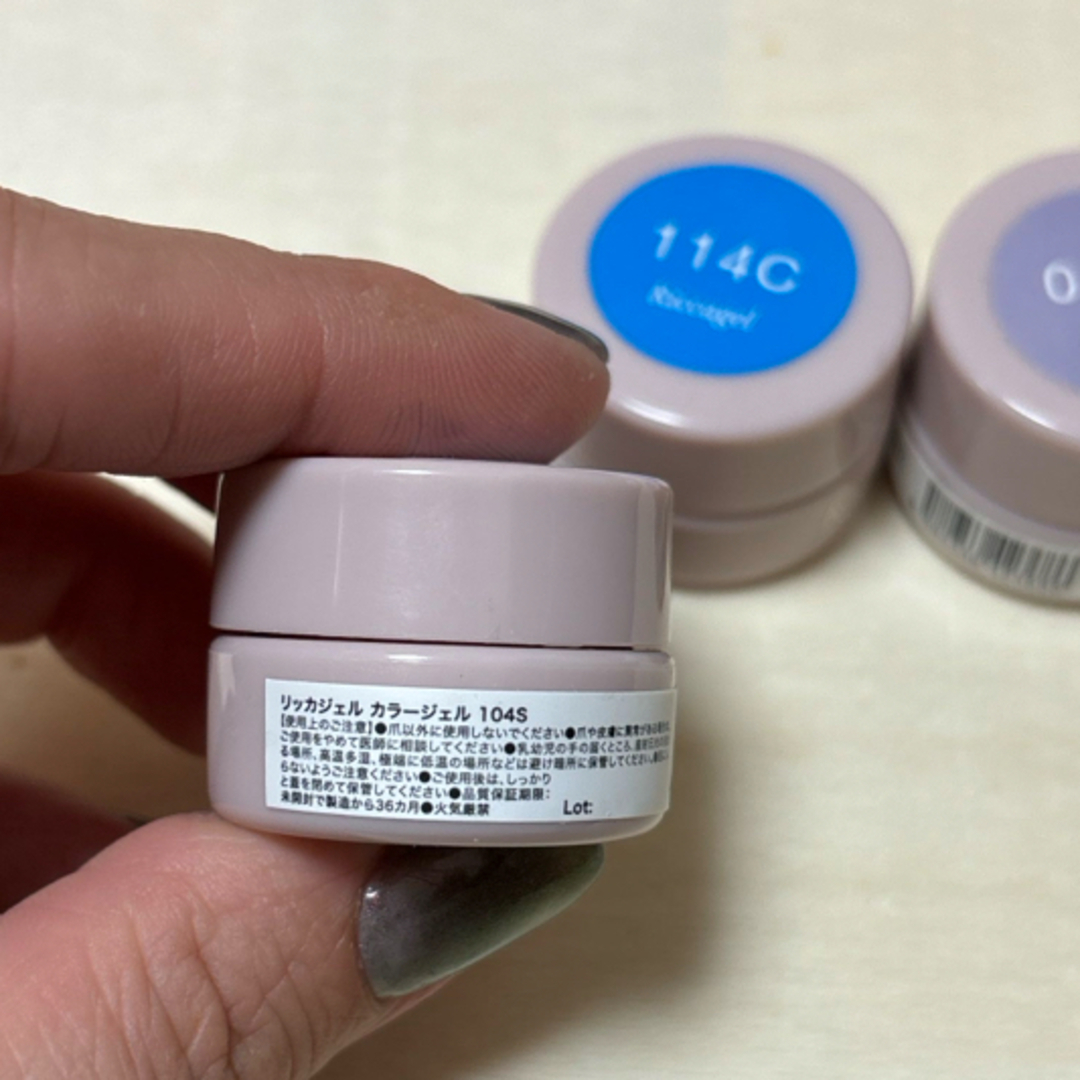 114C
Riccagel
0
リッカジェル カラージェル 104S
【使用上のご注意】●爪以外に使用しないでください●爪や皮膚に異常がある
ご使用をやめて医師に相談してください●乳幼児の手の届くところ、
る場所、高温多湿、極端に低温の場所などは避け暗所に保管してください。
らないようご注意ください●ご使用後は、しっかり
と蓋を閉めて保管してください●品質保証期限：
未開封で製造から36カ月●火気厳禁
Lot: